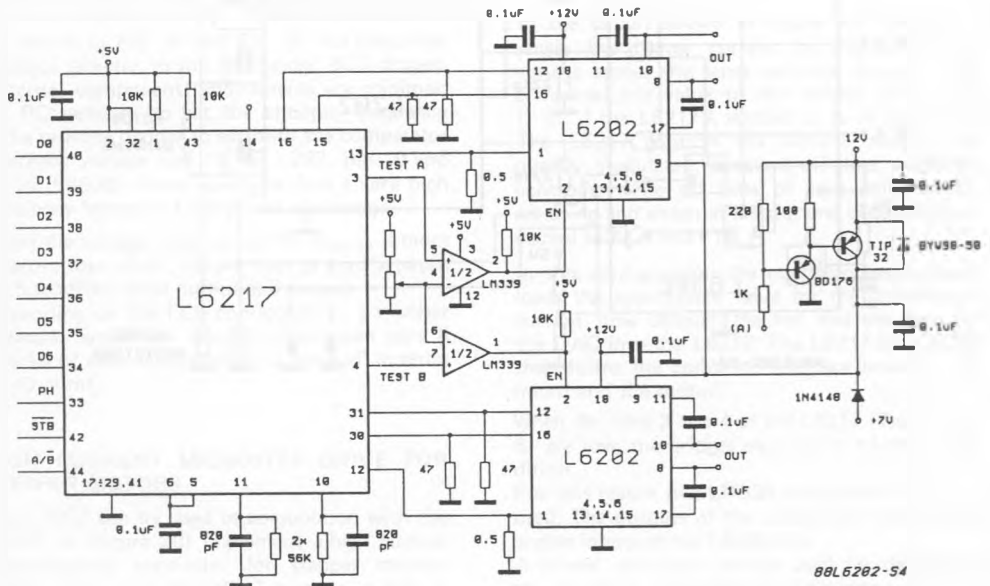 0.1uF +12V 0.1uF
OUT
+5V
0.1uF 10K 10K
12 18 11 10
16 8
47 47
L6202
0.1uF
17
1 9
2 4,5,6
13.14.15
EN
2 32 43 14 16 15
D0
40
D1
39
D2
38
D3
37
D4
36
D5
35
D6
34
PH
33
STB
42
A/B
44
L6217
17÷29.41 5 11 10
3
TEST A
+5V
0.5
+5V
10K
+5V
5 3
1/2 2
LM339
12
6
1/2 1
LM339
4 TEST B
31
30
12
+5V
10K
+12V
0.1uF
EN
2 18 9 11
12
16
1
L6202
4,5,6
13.14.15
10
8
17
0.1uF
OUT
0.1uF
47 47
0.5
0.1uF
820 pF
2x 56K
820 pF
12V
220 100
0.1uF
TIP 32
BYW98-50
BD176
1K
(A)
0.1uF
1N4148
+7V
88L6202-54